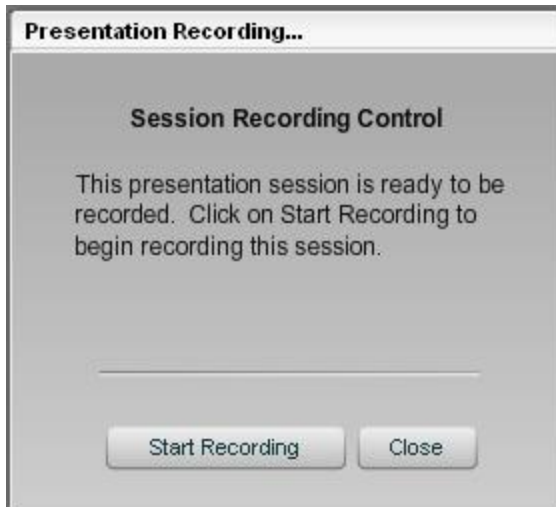 Presentation Recording...
Session Recording Control
This presentation session is ready to be
recorded.  Click on Start Recording to
begin recording this session.
Start Recording
Close